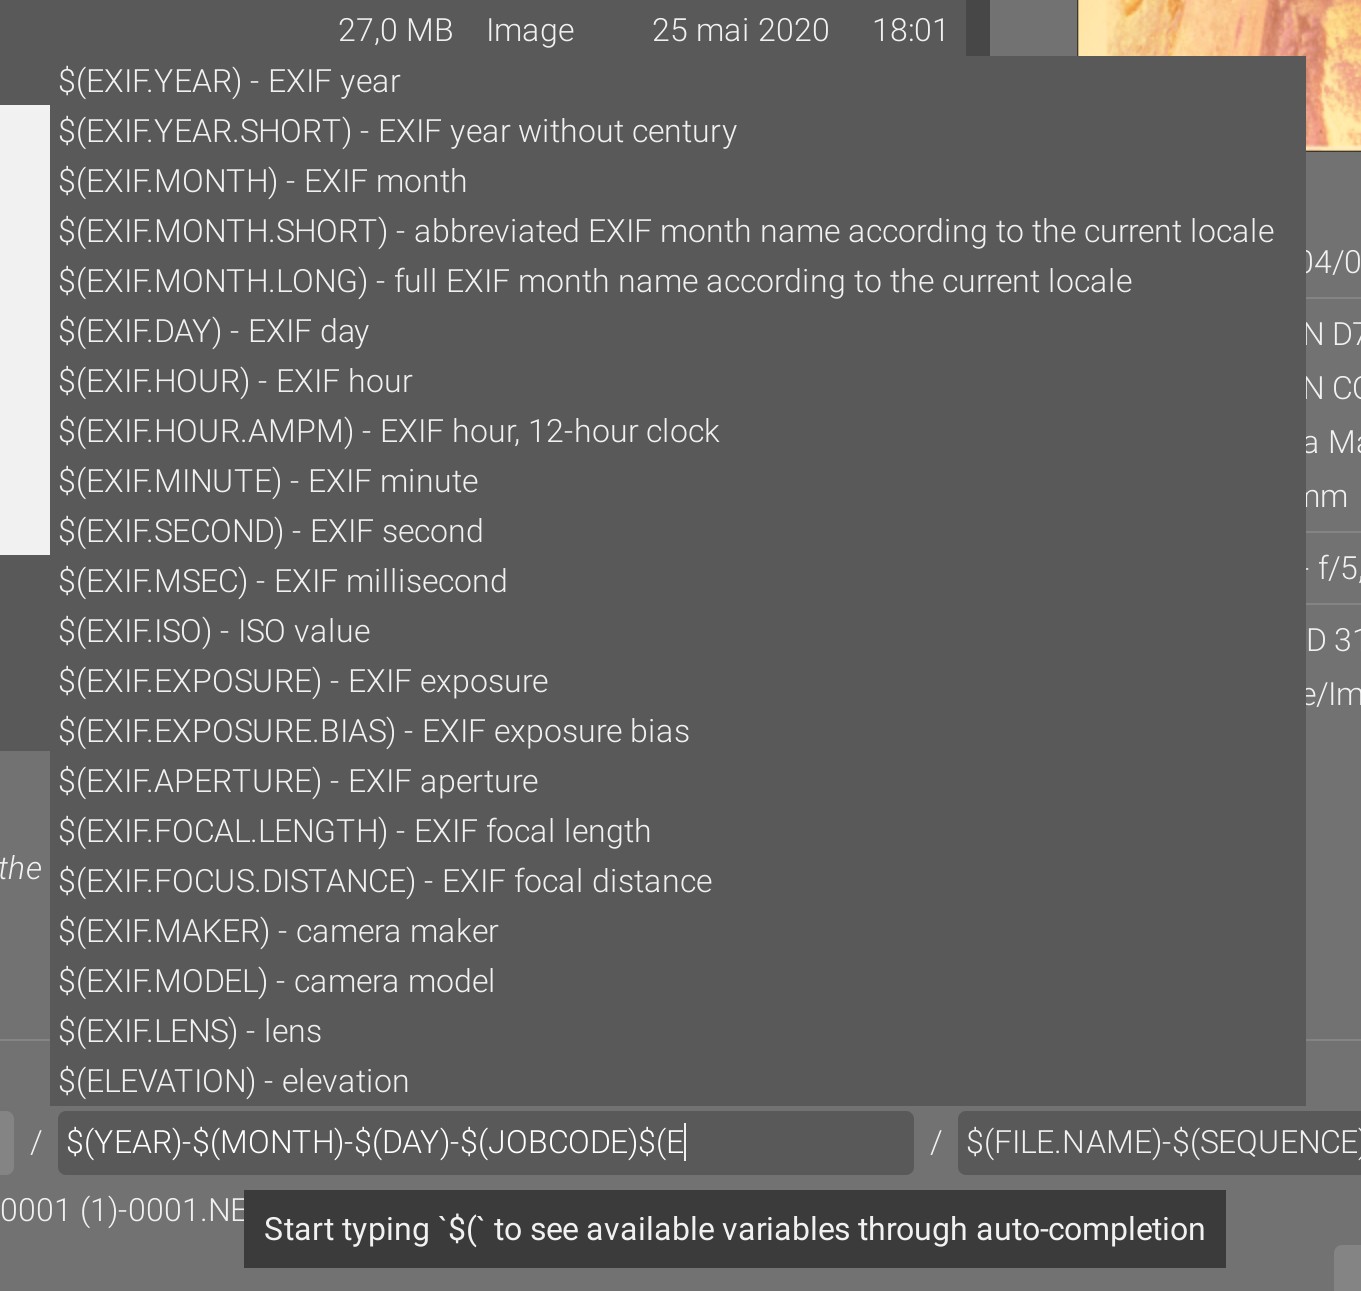 27,0 MB Image 25 mai 2020 18:01
$(EXIF.YEAR) - EXIF year
$(EXIF.YEAR.SHORT) - EXIF year without century
$(EXIF.MONTH) - EXIF month
$(EXIF.MONTH.SHORT) - abbreviated EXIF month name according to the current locale
04/0
$(EXIF.MONTH.LONG) - full EXIF month name according to the current locale
$(EXIF.DAY) - EXIF day
N D7
$(EXIF.HOUR) - EXIF hour
N CO
$(EXIF.HOUR.AMPM) - EXIF hour, 12-hour clock
a Ma
$(EXIF.MINUTE) - EXIF minute
mm
$(EXIF.SECOND) - EXIF second
$(EXIF.MSEC) - EXIF millisecond
- f/5,
$(EXIF.ISO) - ISO value
D 31
$(EXIF.EXPOSURE) - EXIF exposure
e/Im
$(EXIF.EXPOSURE.BIAS) - EXIF exposure bias
$(EXIF.APERTURE) - EXIF aperture
$(EXIF.FOCAL.LENGTH) - EXIF focal length
the
$(EXIF.FOCUS.DISTANCE) - EXIF focal distance
$(EXIF.MAKER) - camera maker
$(EXIF.MODEL) - camera model
$(EXIF.LENS) - lens
$(ELEVATION) - elevation
/ $(YEAR)-$(MONTH)-$(DAY)-$(JOBCODE)$(E / $(FILE.NAME)-$(SEQUENCE)
0001 (1)-0001.NE
Start typing `$(` to see available variables through auto-completion